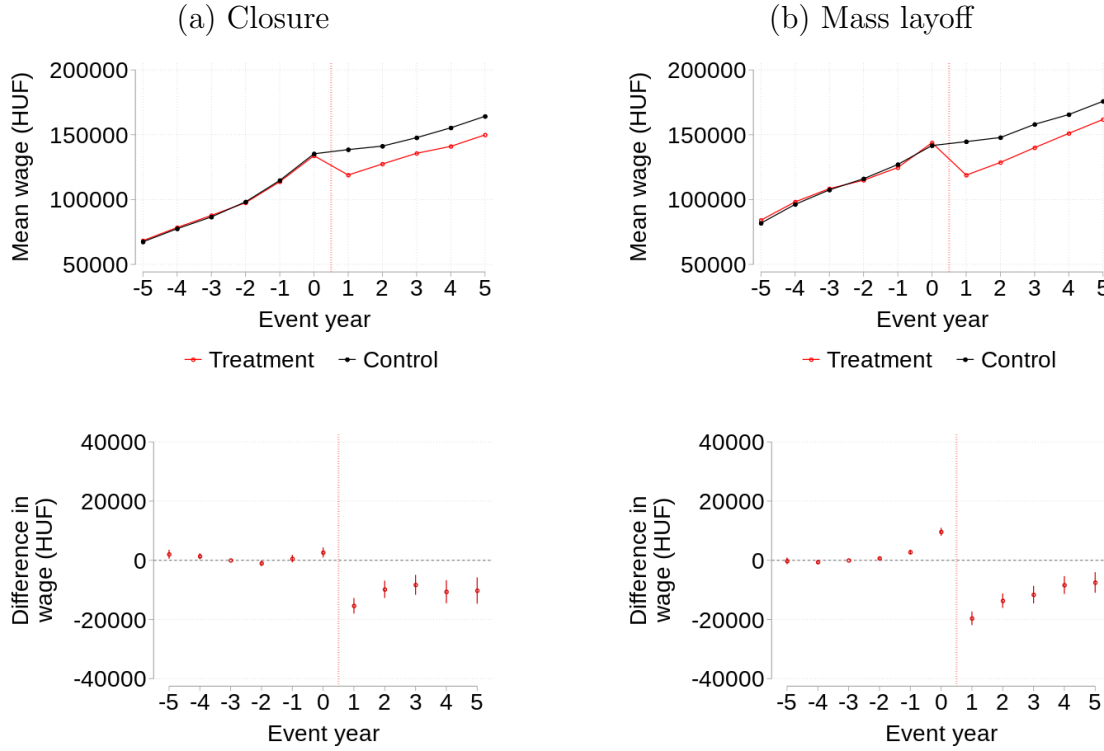 (a) Closure
Mean wage (HUF)
200000
150000
100000
50000
-5 -4 -3 -2 -1 0 1 2 3 4 5
Event year
Treatment Control
Difference in
wage (HUF)
40000
20000
0
-20000
-40000
-5 -4 -3 -2 -1 0 1 2 3 4 5
Event year
(b) Mass layoff
Mean wage (HUF)
200000
150000
100000
50000
-5 -4 -3 -2 -1 0 1 2 3 4 5
Event year
Treatment Control
Difference in
wage (HUF)
40000
20000
0
-20000
-40000
-5 -4 -3 -2 -1 0 1 2 3 4 5
Event year